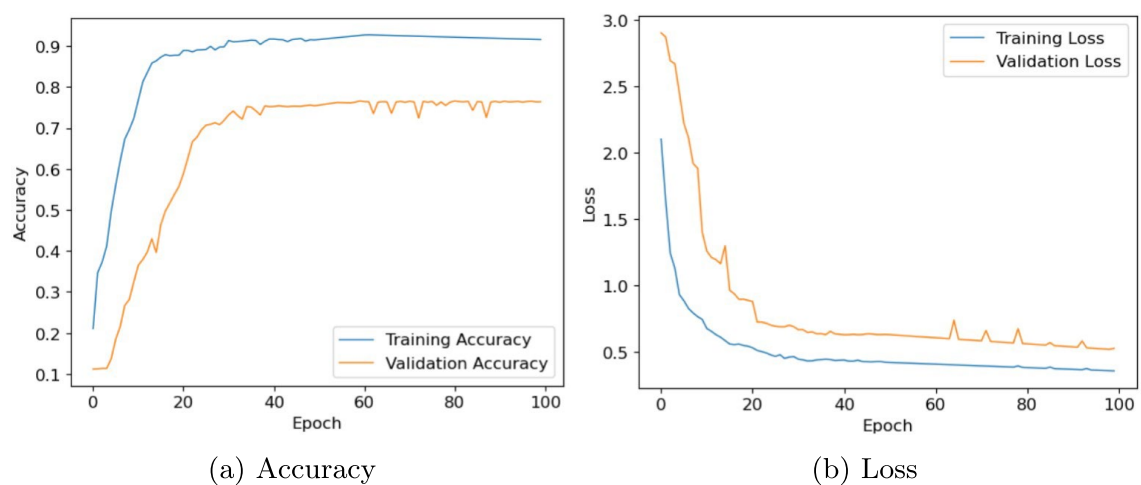 0.9
0.8
0.7
0.6
0.5
0.4
0.3
0.2
0.1
Accuracy
0 20 40 60 80 100
Epoch
Training Accuracy
Validation Accuracy
(a) Accuracy
3.0
2.5
2.0
1.5
1.0
0.5
Loss
0 20 40 60 80 100
Epoch
Training Loss
Validation Loss
(b) Loss